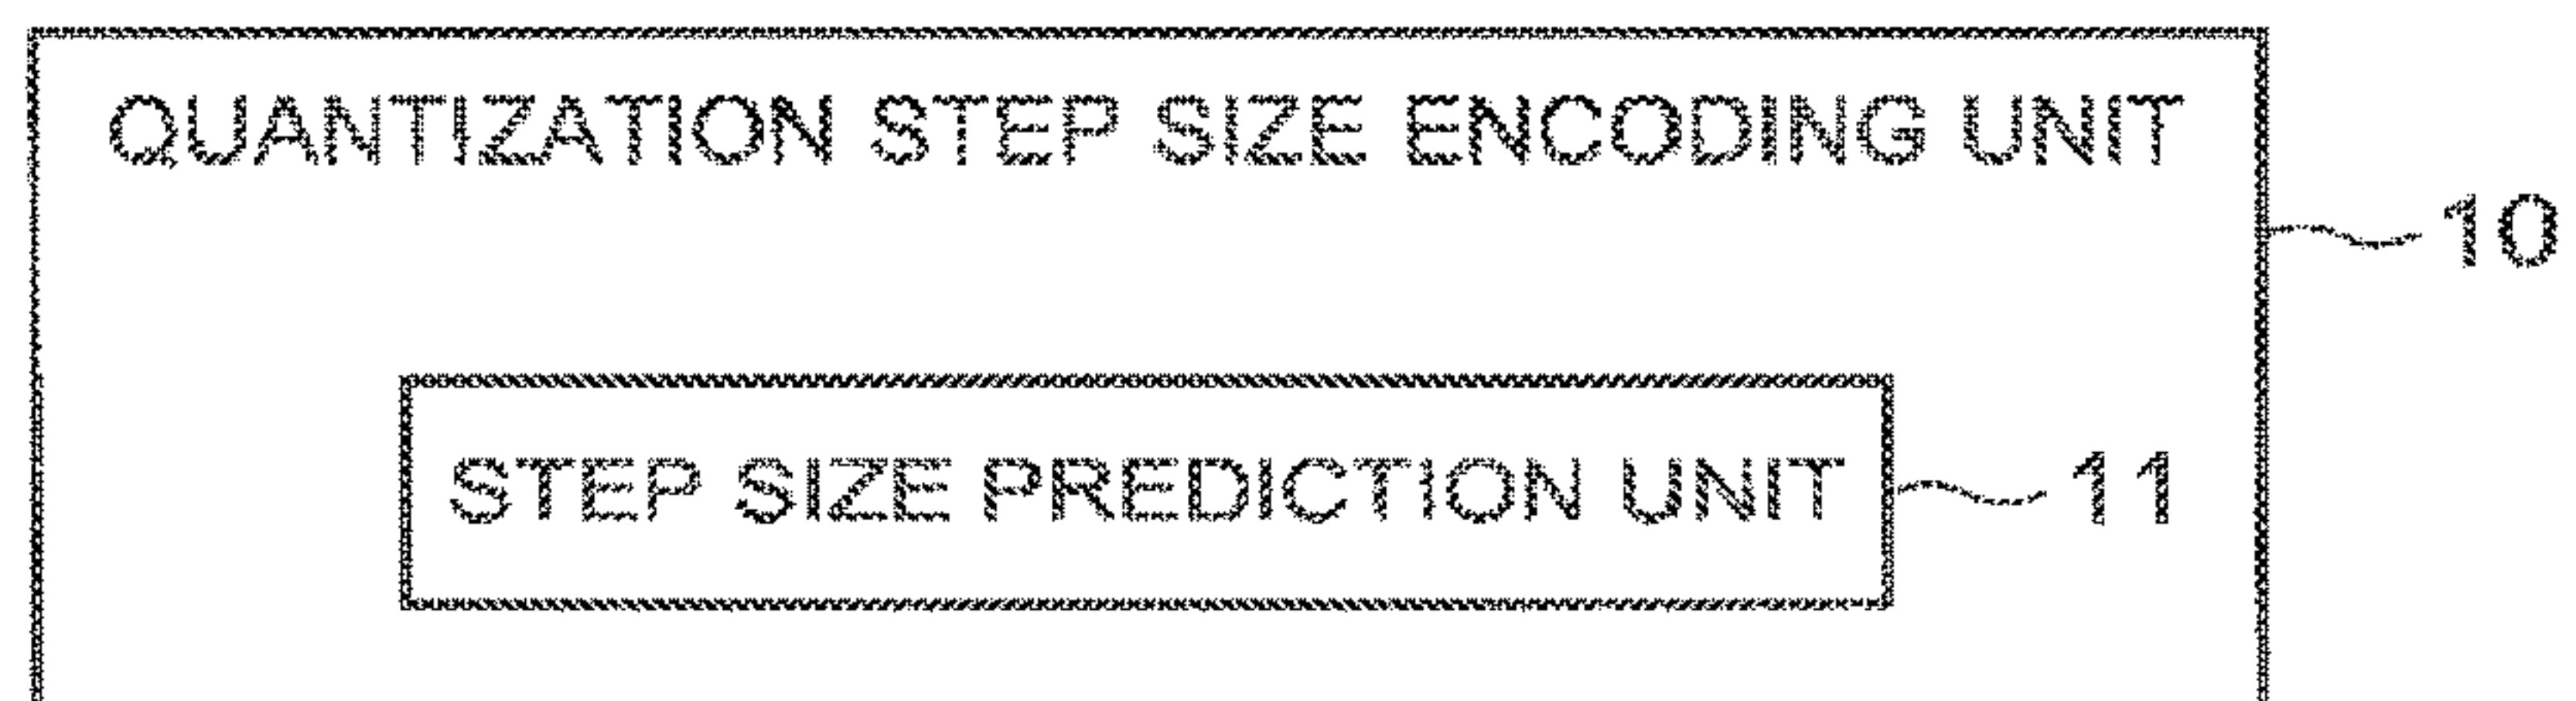 QUANTIZATION STEP SIZE ENCODING UNIT
10
STEP SIZE PREDICTION UNIT
11